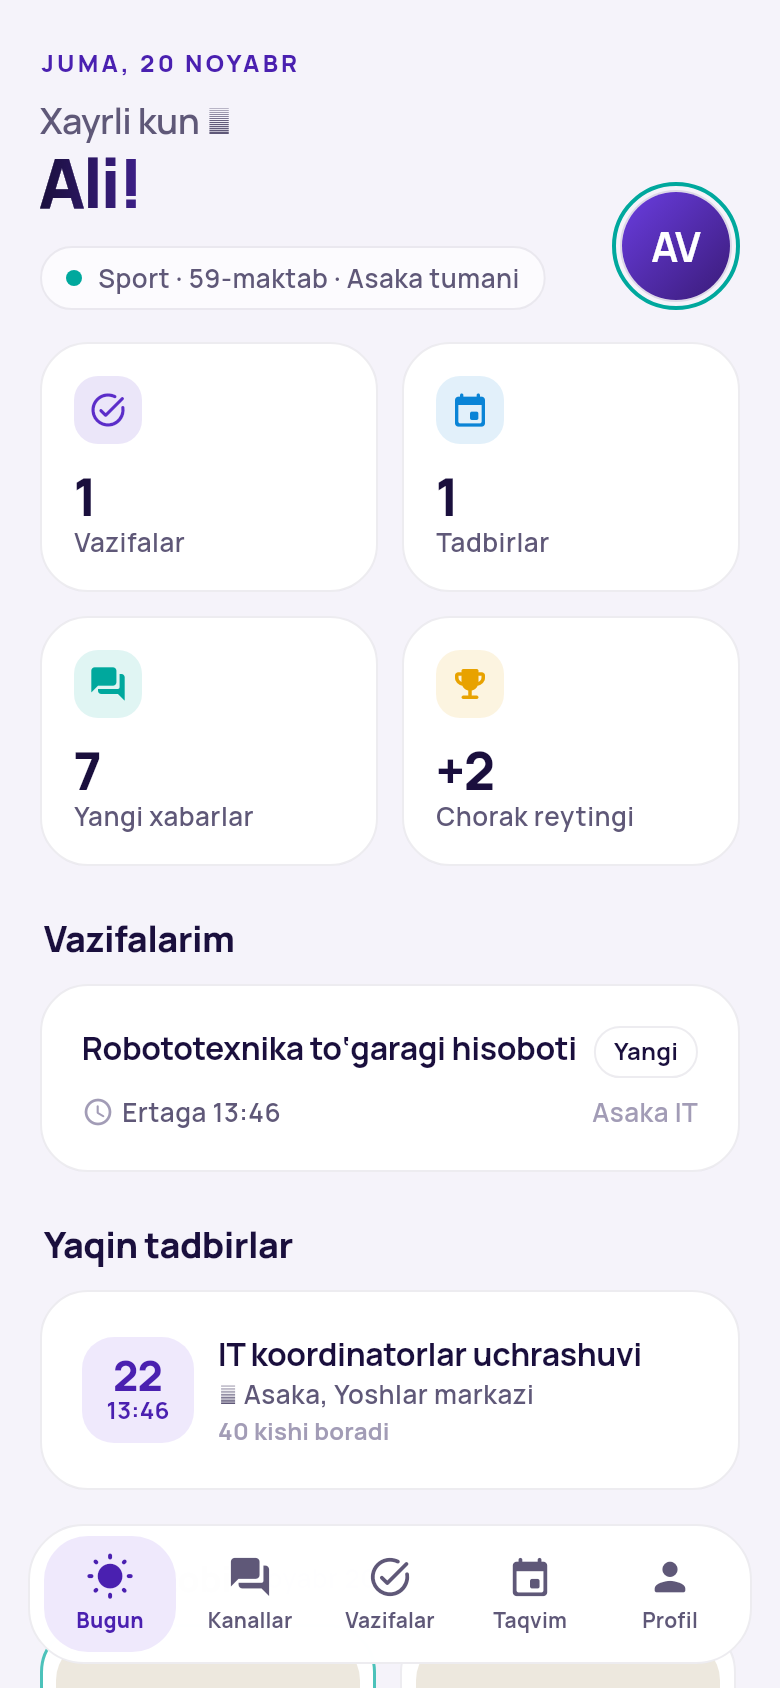 JUMA, 20 NOYABR
Xayrli kun
Ali!
AV
Sport · 59-maktab · Asaka tumani
1
Vazifalar
1
Tadbirlar
7
Yangi xabarlar
+2
Chorak reytingi
Vazifalarim
Robototexnika toʻgaragi hisoboti
Yangi
Ertaga 13:46
Asaka IT
Yaqin tadbirlar
22
13:46
IT koordinatorlar uchrashuvi
Asaka, Yoshlar markazi
40 kishi boradi
Bugun
Kanallar
Vazifalar
Taqvim
Profil